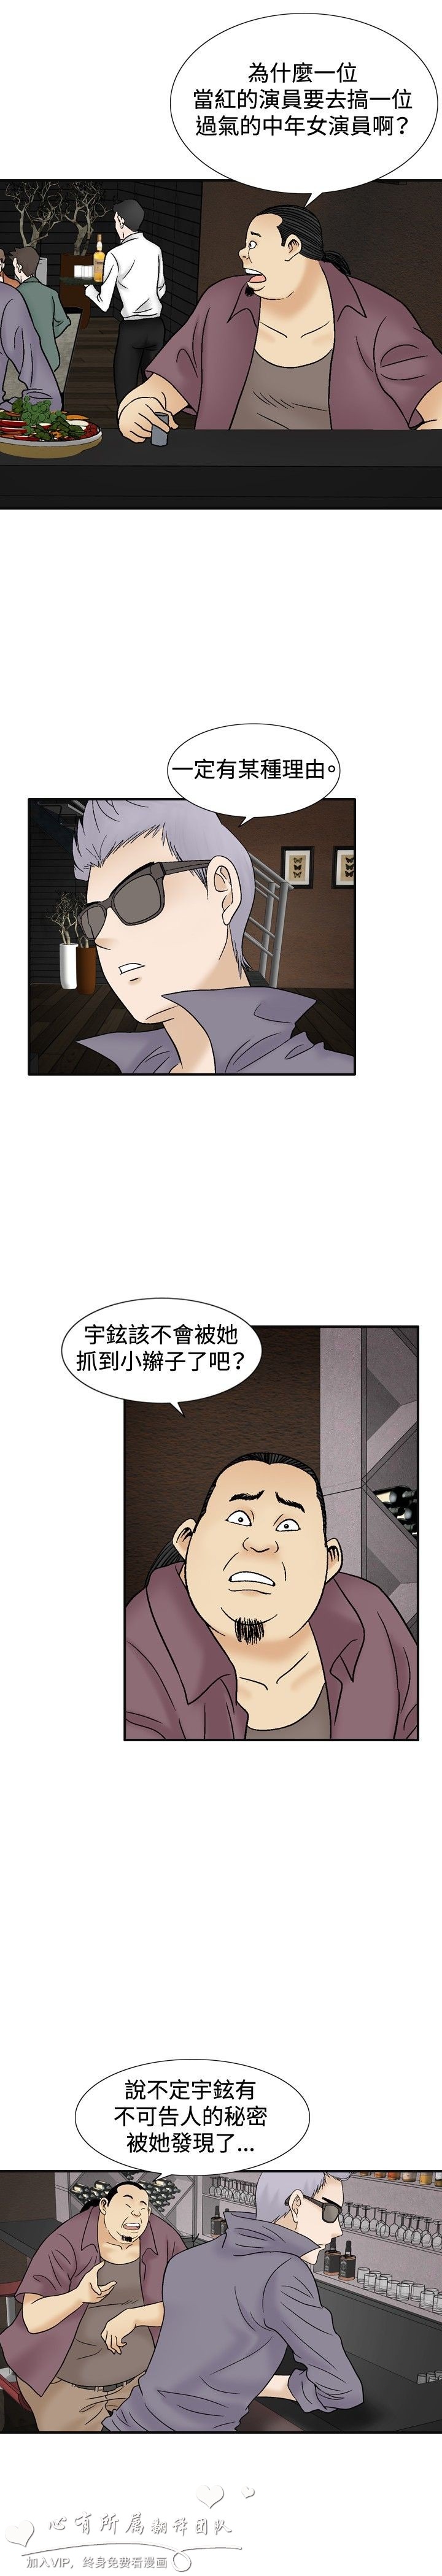 為什麼一位
當紅的演員要去搞一位
過氣的中年女演員啊？
一定有某種理由。
宇鉉該不會被她
抓到小辮子了吧？
說不定宇鉉有
不可告人的秘密
被她發現了...
心有所属翻译团队
加入VIP，终身免费看漫画